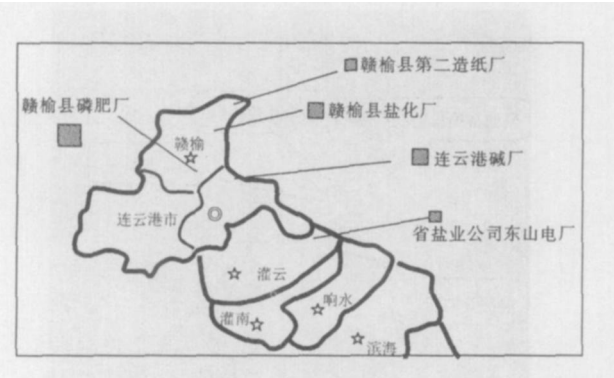 赣榆县第二造纸厂
赣榆县磷肥厂
赣榆县盐化厂
赣榆
连云港碱厂
连云港市
省盐业公司东山电厂
灌云
响水
灌南
滨海